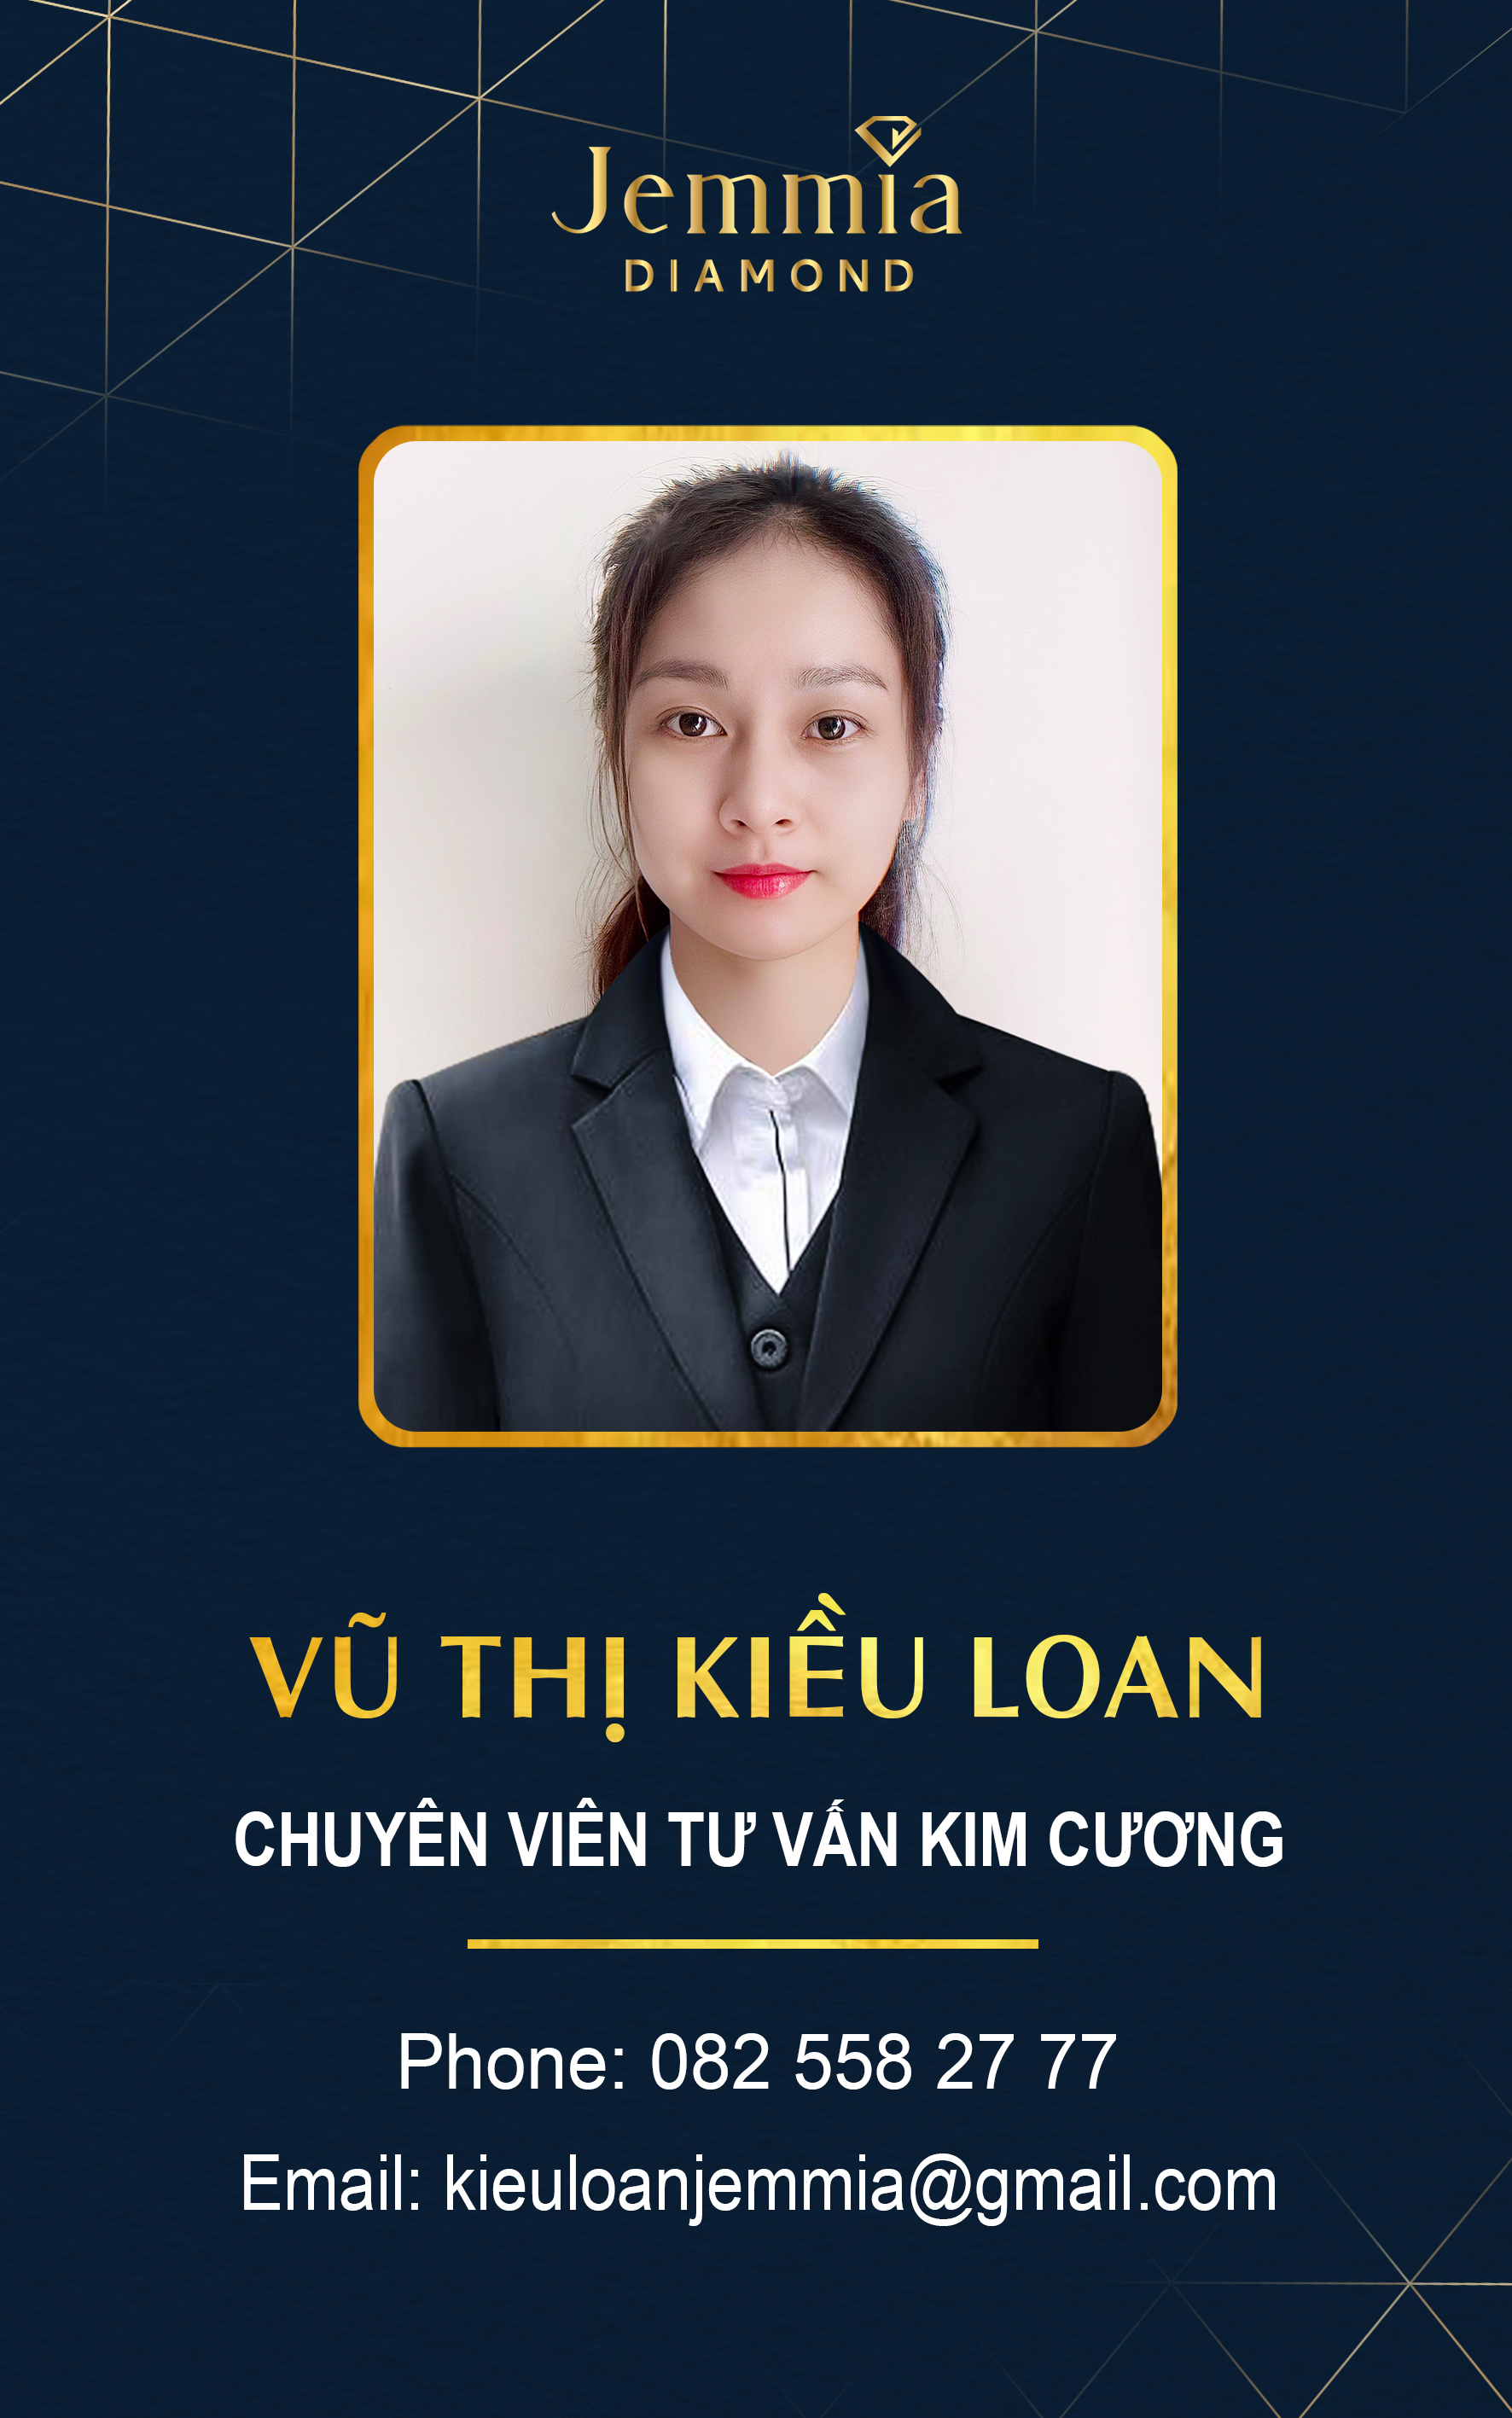 Jemmia
DIAMOND
VŨ THỊ KIỀU LOAN
CHUYÊN VIÊN TƯ VẤN KIM CƯƠNG
Phone: 082 558 27 77
Email: kieuloanjemmia@gmail.com